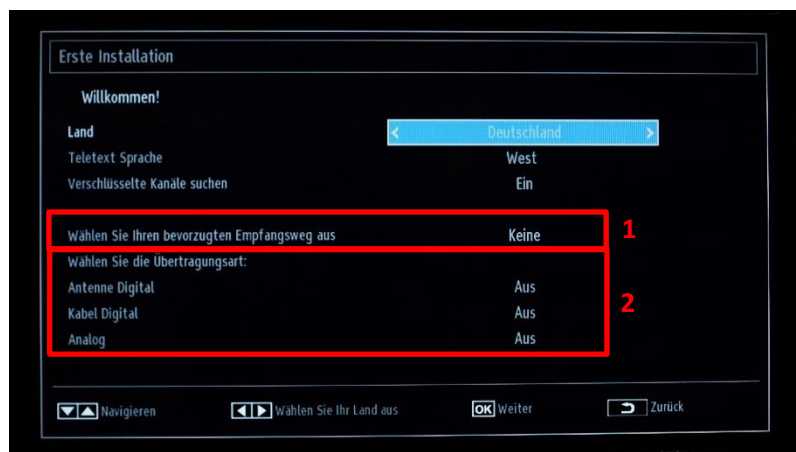 Erste Installation
Willkommen!
Land < Deutschland >
Teletext Sprache West
Verschlüsselte Kanäle suchen Ein
Wählen Sie Ihren bevorzugten Empfangsweg aus Keine 1
Wählen Sie die Übertragungsart:
Antenne Digital Aus
Kabel Digital Aus 2
Analog Aus
Navigieren Wählen Sie Ihr Land aus OK Weiter Zurück